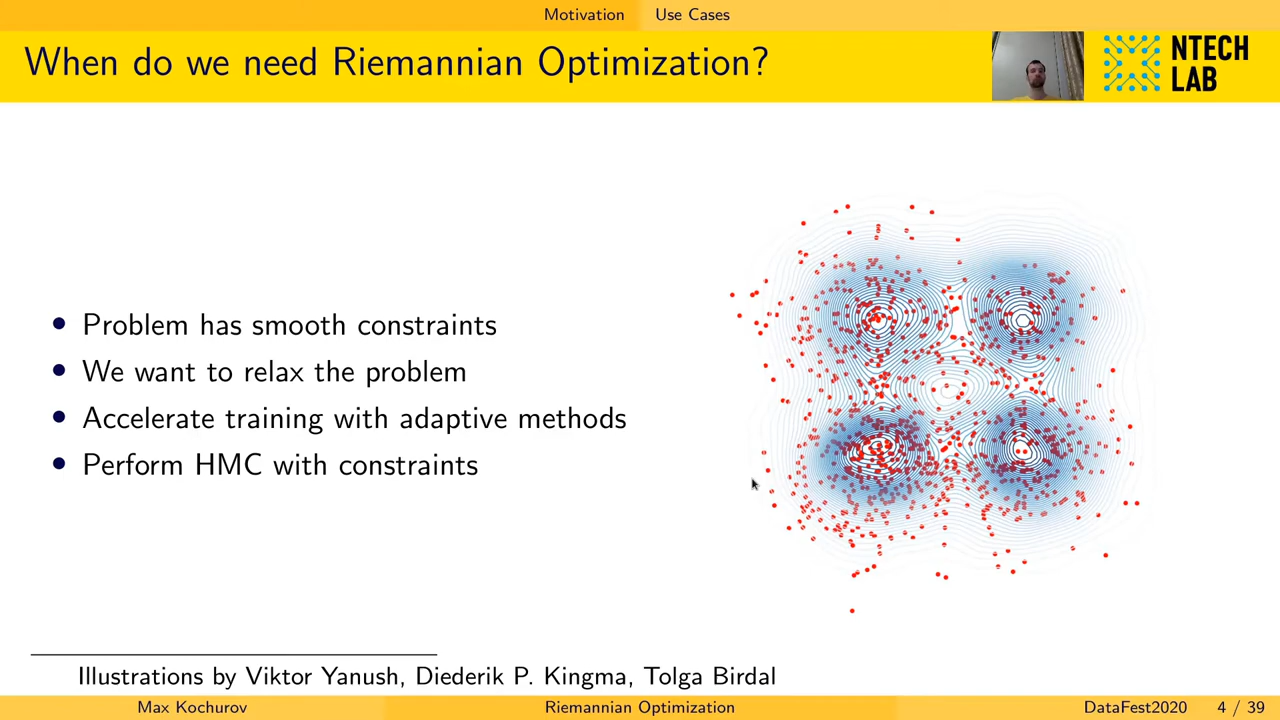 Motivation Use Cases
When do we need Riemannian Optimization?
NTECH
LAB
• Problem has smooth constraints
• We want to relax the problem
• Accelerate training with adaptive methods
• Perform HMC with constraints
Illustrations by Viktor Yanush, Diederik P. Kingma, Tolga Birdal
Max Kochurov Riemannian Optimization DataFest2020 4 / 39